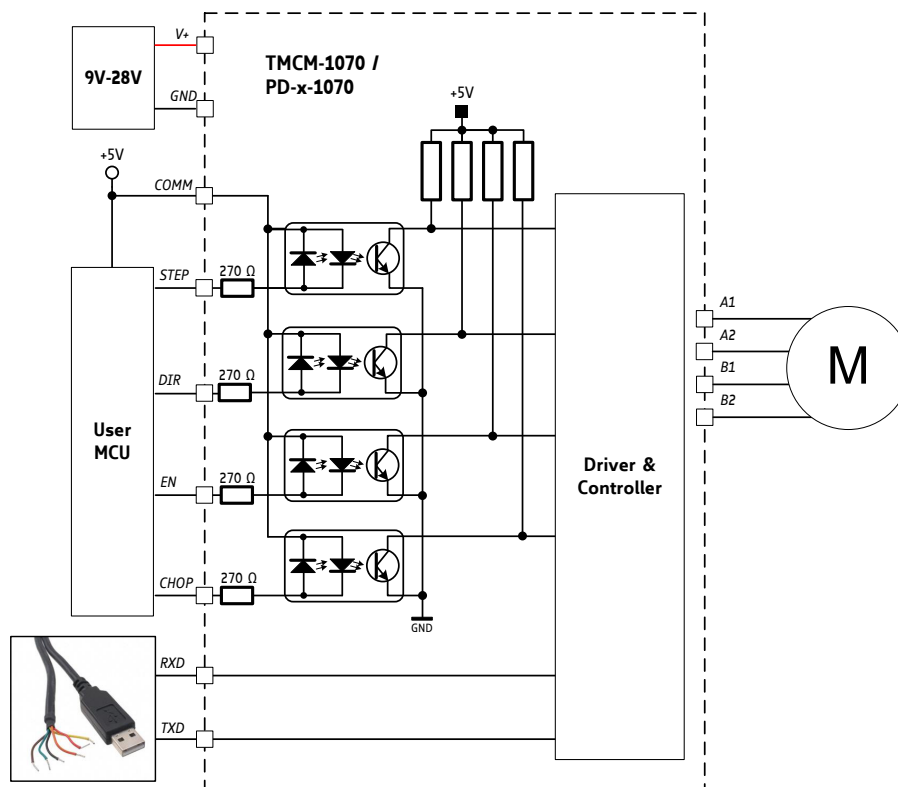 V+
9V-28V
GND
TMCM-1070 /
PD-x-1070
+5V
+5V
COMM
STEP
270 Ω
DIR
270 Ω
User
MCU
EN
270 Ω
CHOP
270 Ω
GND
Driver &
Controller
A1
A2
B1
B2
M
RXD
TXD